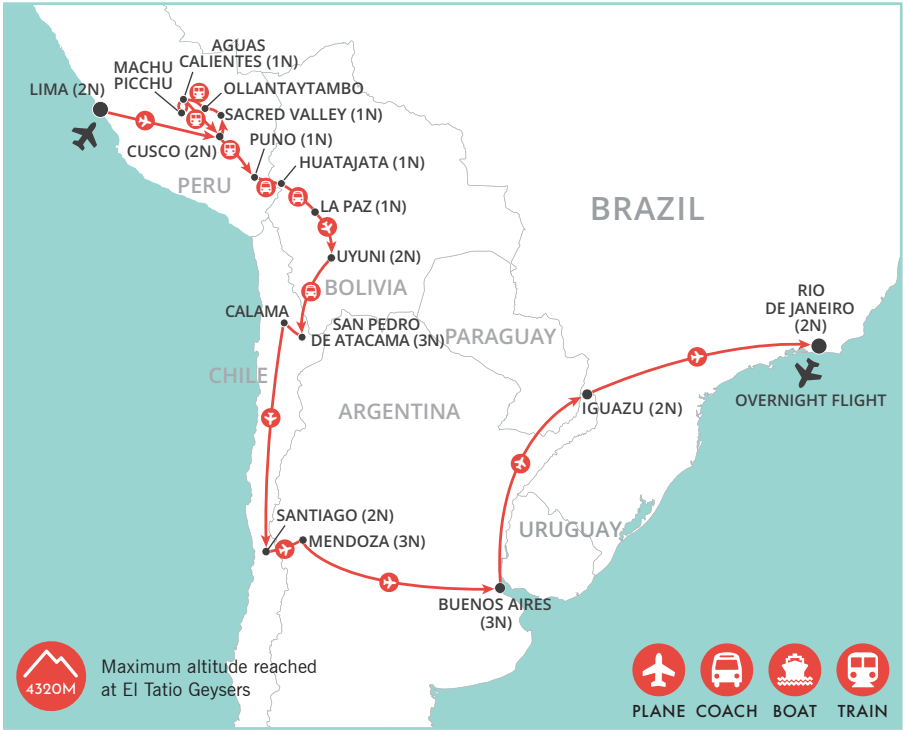 AGUAS
CALIENTES (1N)
MACHU
PICCHU
OLLANTAYTAMBO
LIMA (2N)
SACRED VALLEY (1N)
PUNO (1N)
CUSCO (2N)
HUATAJATA (1N)
PERU
LA PAZ (1N)
BRAZIL
UYUNI (2N)
BOLIVIA
RIO
DE JANEIRO
(2N)
CALAMA
SAN PEDRO
DE ATACAMA (3N)
PARAGUAY
CHILE
OVERNIGHT FLIGHT
ARGENTINA
IGUAZU (2N)
SANTIAGO (2N)
MENDOZA (3N)
URUGUAY
BUENOS AIRES
(3N)
4320M
Maximum altitude reached
at El Tatio Geysers
PLANE COACH BOAT TRAIN